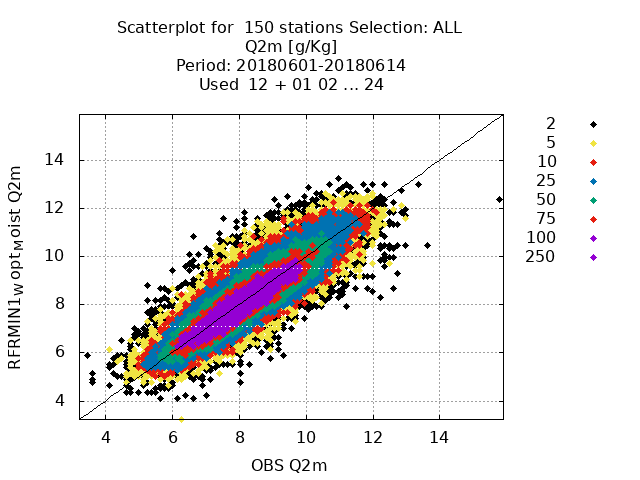 Scatterplot for 150 stations Selection: ALL
Q2m [g/Kg]
Period: 20180601-20180614
Used 12 + 01 02 ... 24
RFRMIN1WoptMoist Q2m
14
12
10
8
6
4
4 6 8 10 12 14
OBS Q2m
2
5
10
25
50
75
100
250